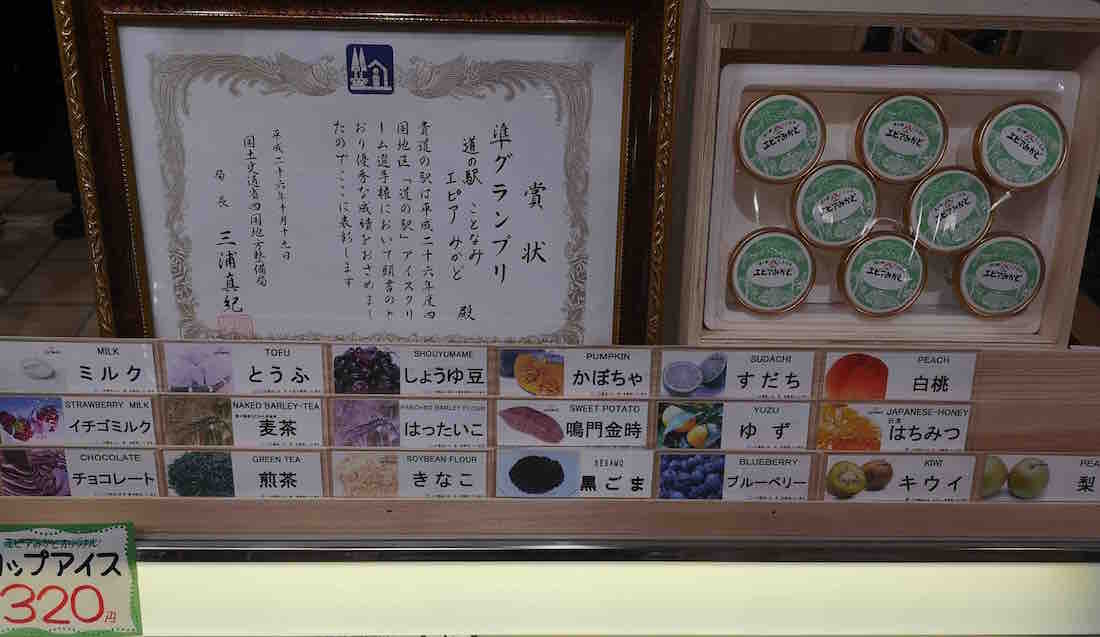 賞状
準グランプリ
道の駅 ことなみ
エピア みかど 殿
貴道の駅は平成二十六年度四
国地区「道の駅」アイスクリ
ーム選手権において頭書のと
おり優秀な成績をおさめまし
たのでここに表彰します
平成二十六年十月十九日
国土交通省四国地方整備局
局長 三浦真紀
エピアみかど
エピアみかど
エピアみかど
エピアみかど
エピアみかど
エピアみかど
エピアみかど
エピアみかど
MILK
ミルク
TOFU
とうふ
SHOUYUMAME
しょうゆ豆
PUMPKIN
かぼちゃ
SUDACHI
すだち
PEACH
白桃
STRAWBERRY MILK
イチゴミルク
NAKED BARLEY-TEA
麦茶
PARCHED BARLEY FLOUR
はったいこ
SWEET POTATO
鳴門金時
YUZU
ゆず
JAPANESE-HONEY
日本
はちみつ
CHOCOLATE
チョコレート
GREEN TEA
煎茶
SOYBEAN FLOUR
きなこ
SESAMO
黒ごま
BLUEBERRY
ブルーベリー
KIWI
キウイ
PEA
梨
ップアイス
320円